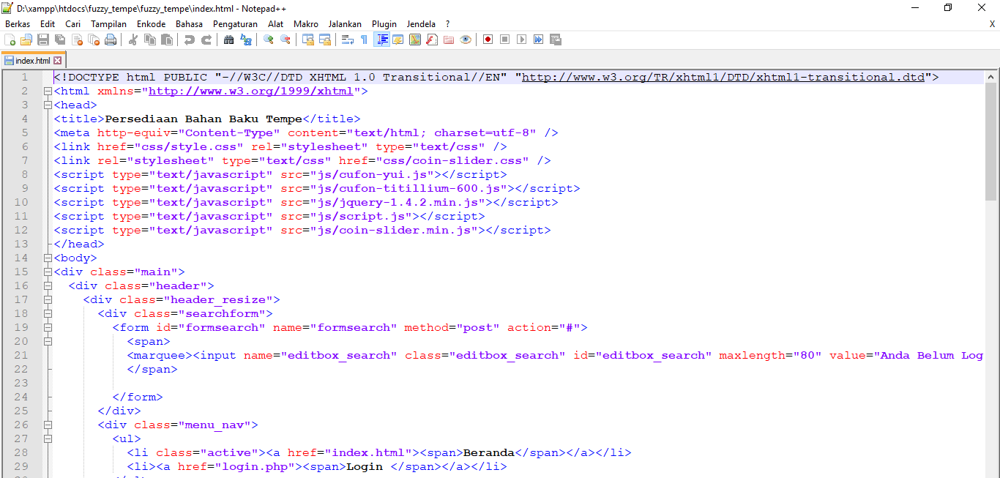 D:\xampp\htdocs\fuzzy_tempe\fuzzy_tempe\index.html - Notepad++
Berkas Edit Cari Tampilan Enkode Bahasa Pengaturan Alat Makro Jalankan Plugin Jendela ? X
index.html
1 <!DOCTYPE html PUBLIC "-//W3C//DTD XHTML 1.0 Transitional//EN" "http://www.w3.org/TR/xhtml1/DTD/xhtml1-transitional.dtd">
2 <html xmlns="http://www.w3.org/1999/xhtml">
3 <head>
4 <title>Persediaan Bahan Baku Tempe</title>
5 <meta http-equiv="Content-Type" content="text/html; charset=utf-8" />
6 <link href="css/style.css" rel="stylesheet" type="text/css" />
7 <link rel="stylesheet" type="text/css" href="css/coin-slider.css" />
8 <script type="text/javascript" src="js/cufon-yui.js"></script>
9 <script type="text/javascript" src="js/cufon-titillium-600.js"></script>
10 <script type="text/javascript" src="js/jquery-1.4.2.min.js"></script>
11 <script type="text/javascript" src="js/script.js"></script>
12 <script type="text/javascript" src="js/coin-slider.min.js"></script>
13 </head>
14 <body>
15 <div class="main">
16 <div class="header">
17 <div class="header_resize">
18 <div class="searchform">
19 <form id="formsearch" name="formsearch" method="post" action="#">
20 <span>
21 <marquee><input name="editbox_search" class="editbox_search" id="editbox_search" maxlength="80" value="Anda Belum Log
22 </span>
23
24 </form>
25 </div>
26 <div class="menu_nav">
27 <ul>
28 <li class="active"><a href="index.html"><span>Beranda</span></a></li>
29 <li><a href="login.php"><span>Login </span></a></li>